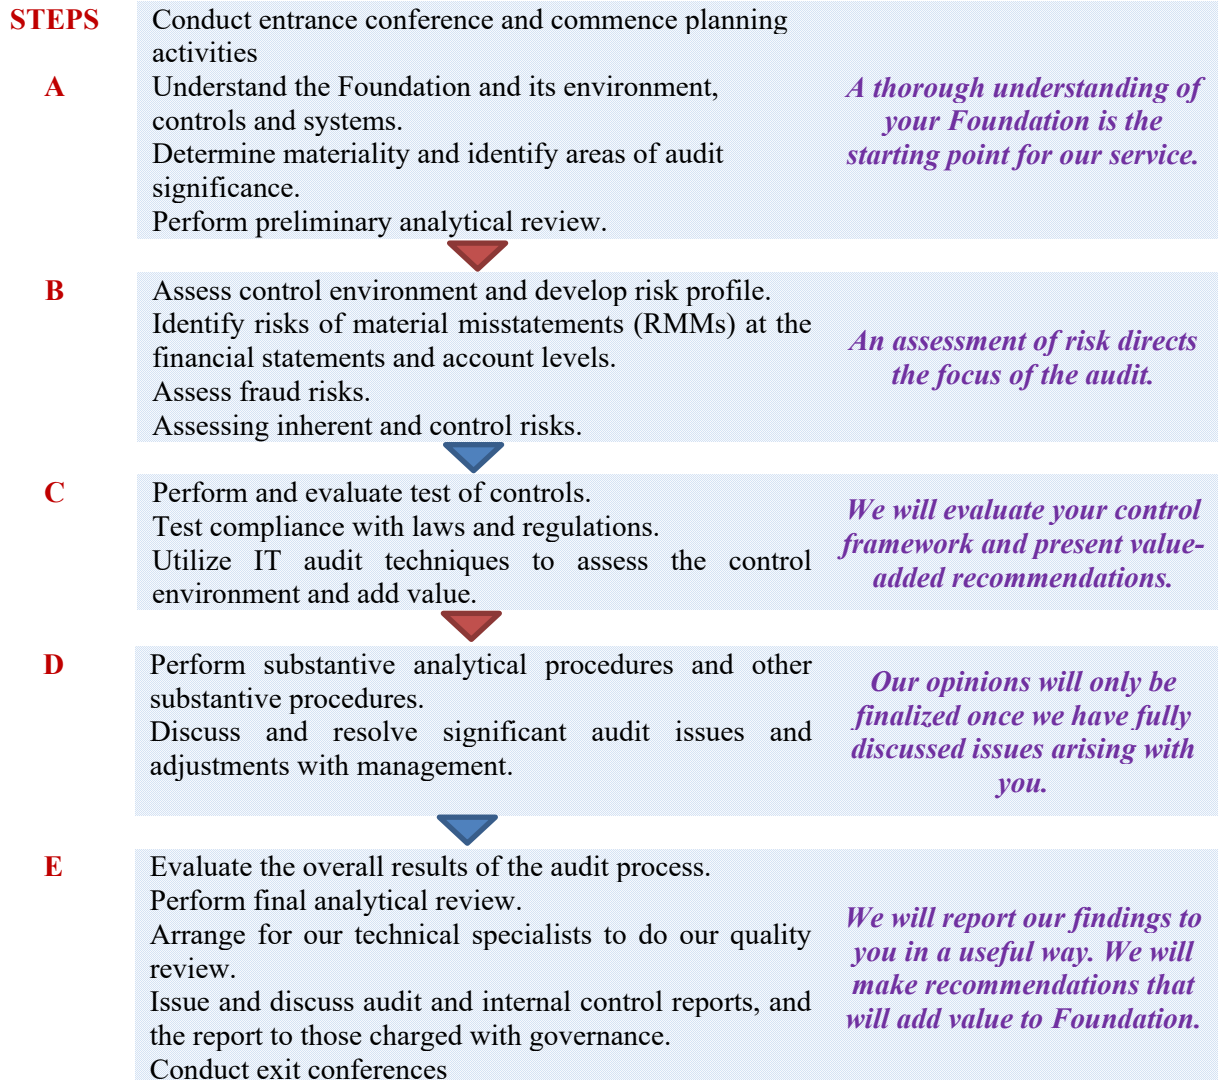 STEPS
Conduct entrance conference and commence planning
activities
A
Understand the Foundation and its environment,
controls and systems.
Determine materiality and identify areas of audit
significance.
Perform preliminary analytical review.
A thorough understanding of
your Foundation is the
starting point for our service.
B
Assess control environment and develop risk profile.
Identify risks of material misstatements (RMMs) at the
financial statements and account levels.
Assess fraud risks.
Assessing inherent and control risks.
An assessment of risk directs
the focus of the audit.
C
Perform and evaluate test of controls.
Test compliance with laws and regulations.
Utilize IT audit techniques to assess the control
environment and add value.
We will evaluate your control
framework and present value-
added recommendations.
D
Perform substantive analytical procedures and other
substantive procedures.
Discuss and resolve significant audit issues and
adjustments with management.
Our opinions will only be
finalized once we have fully
discussed issues arising with
you.
E
Evaluate the overall results of the audit process.
Perform final analytical review.
Arrange for our technical specialists to do our quality
review.
Issue and discuss audit and internal control reports, and
the report to those charged with governance.
Conduct exit conferences
We will report our findings to
you in a useful way. We will
make recommendations that
will add value to Foundation.